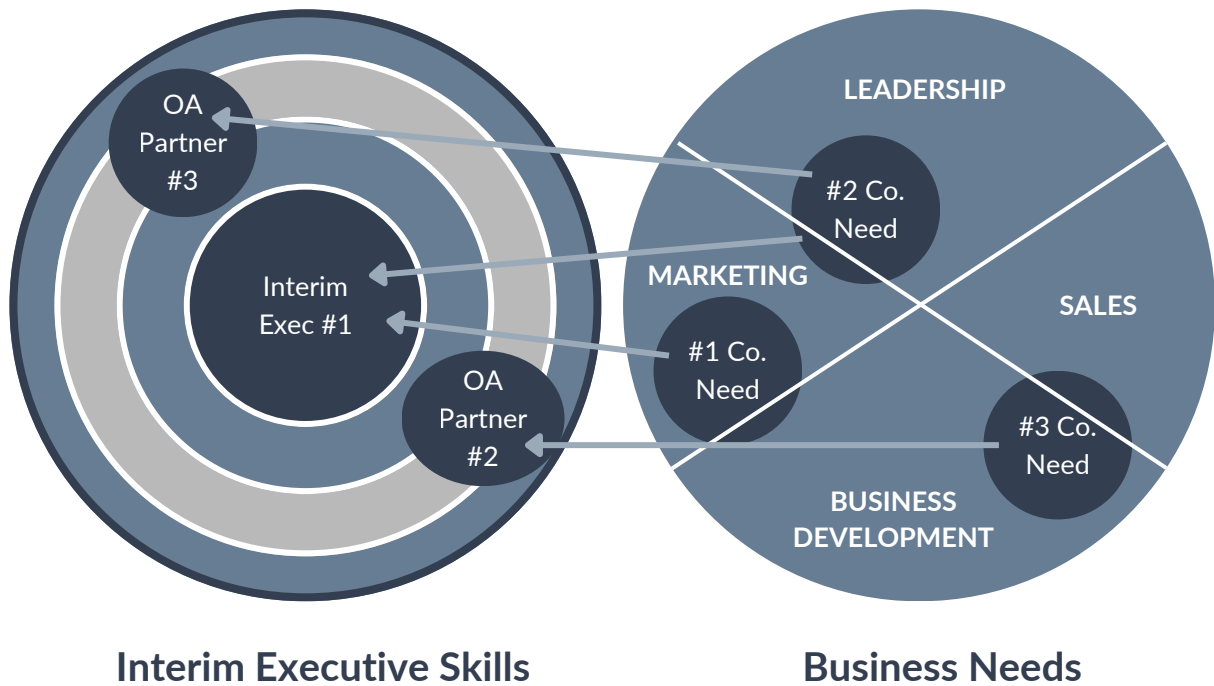 OA
Partner
#3
Interim
Exec #1
OA
Partner
#2
LEADERSHIP
#2 Co.
Need
MARKETING
#1 Co.
Need
SALES
#3 Co.
Need
BUSINESS
DEVELOPMENT
Interim Executive Skills
Business Needs